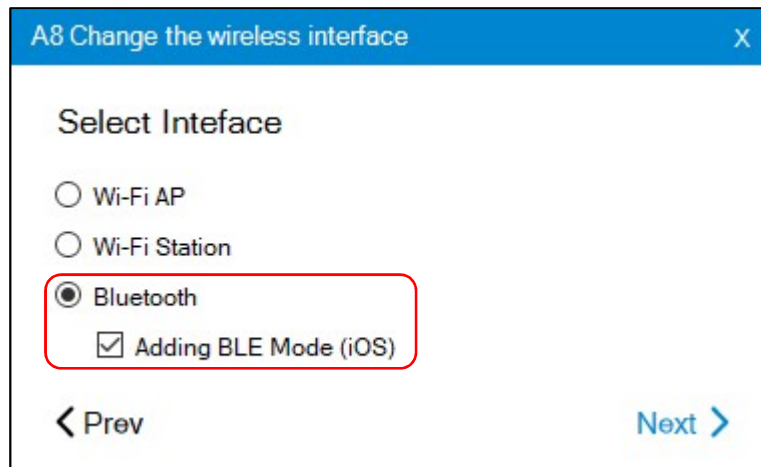 A8 Change the wireless interface X
Select Inteface
Wi-Fi AP
Wi-Fi Station
Bluetooth
Adding BLE Mode (iOS)
Prev Next